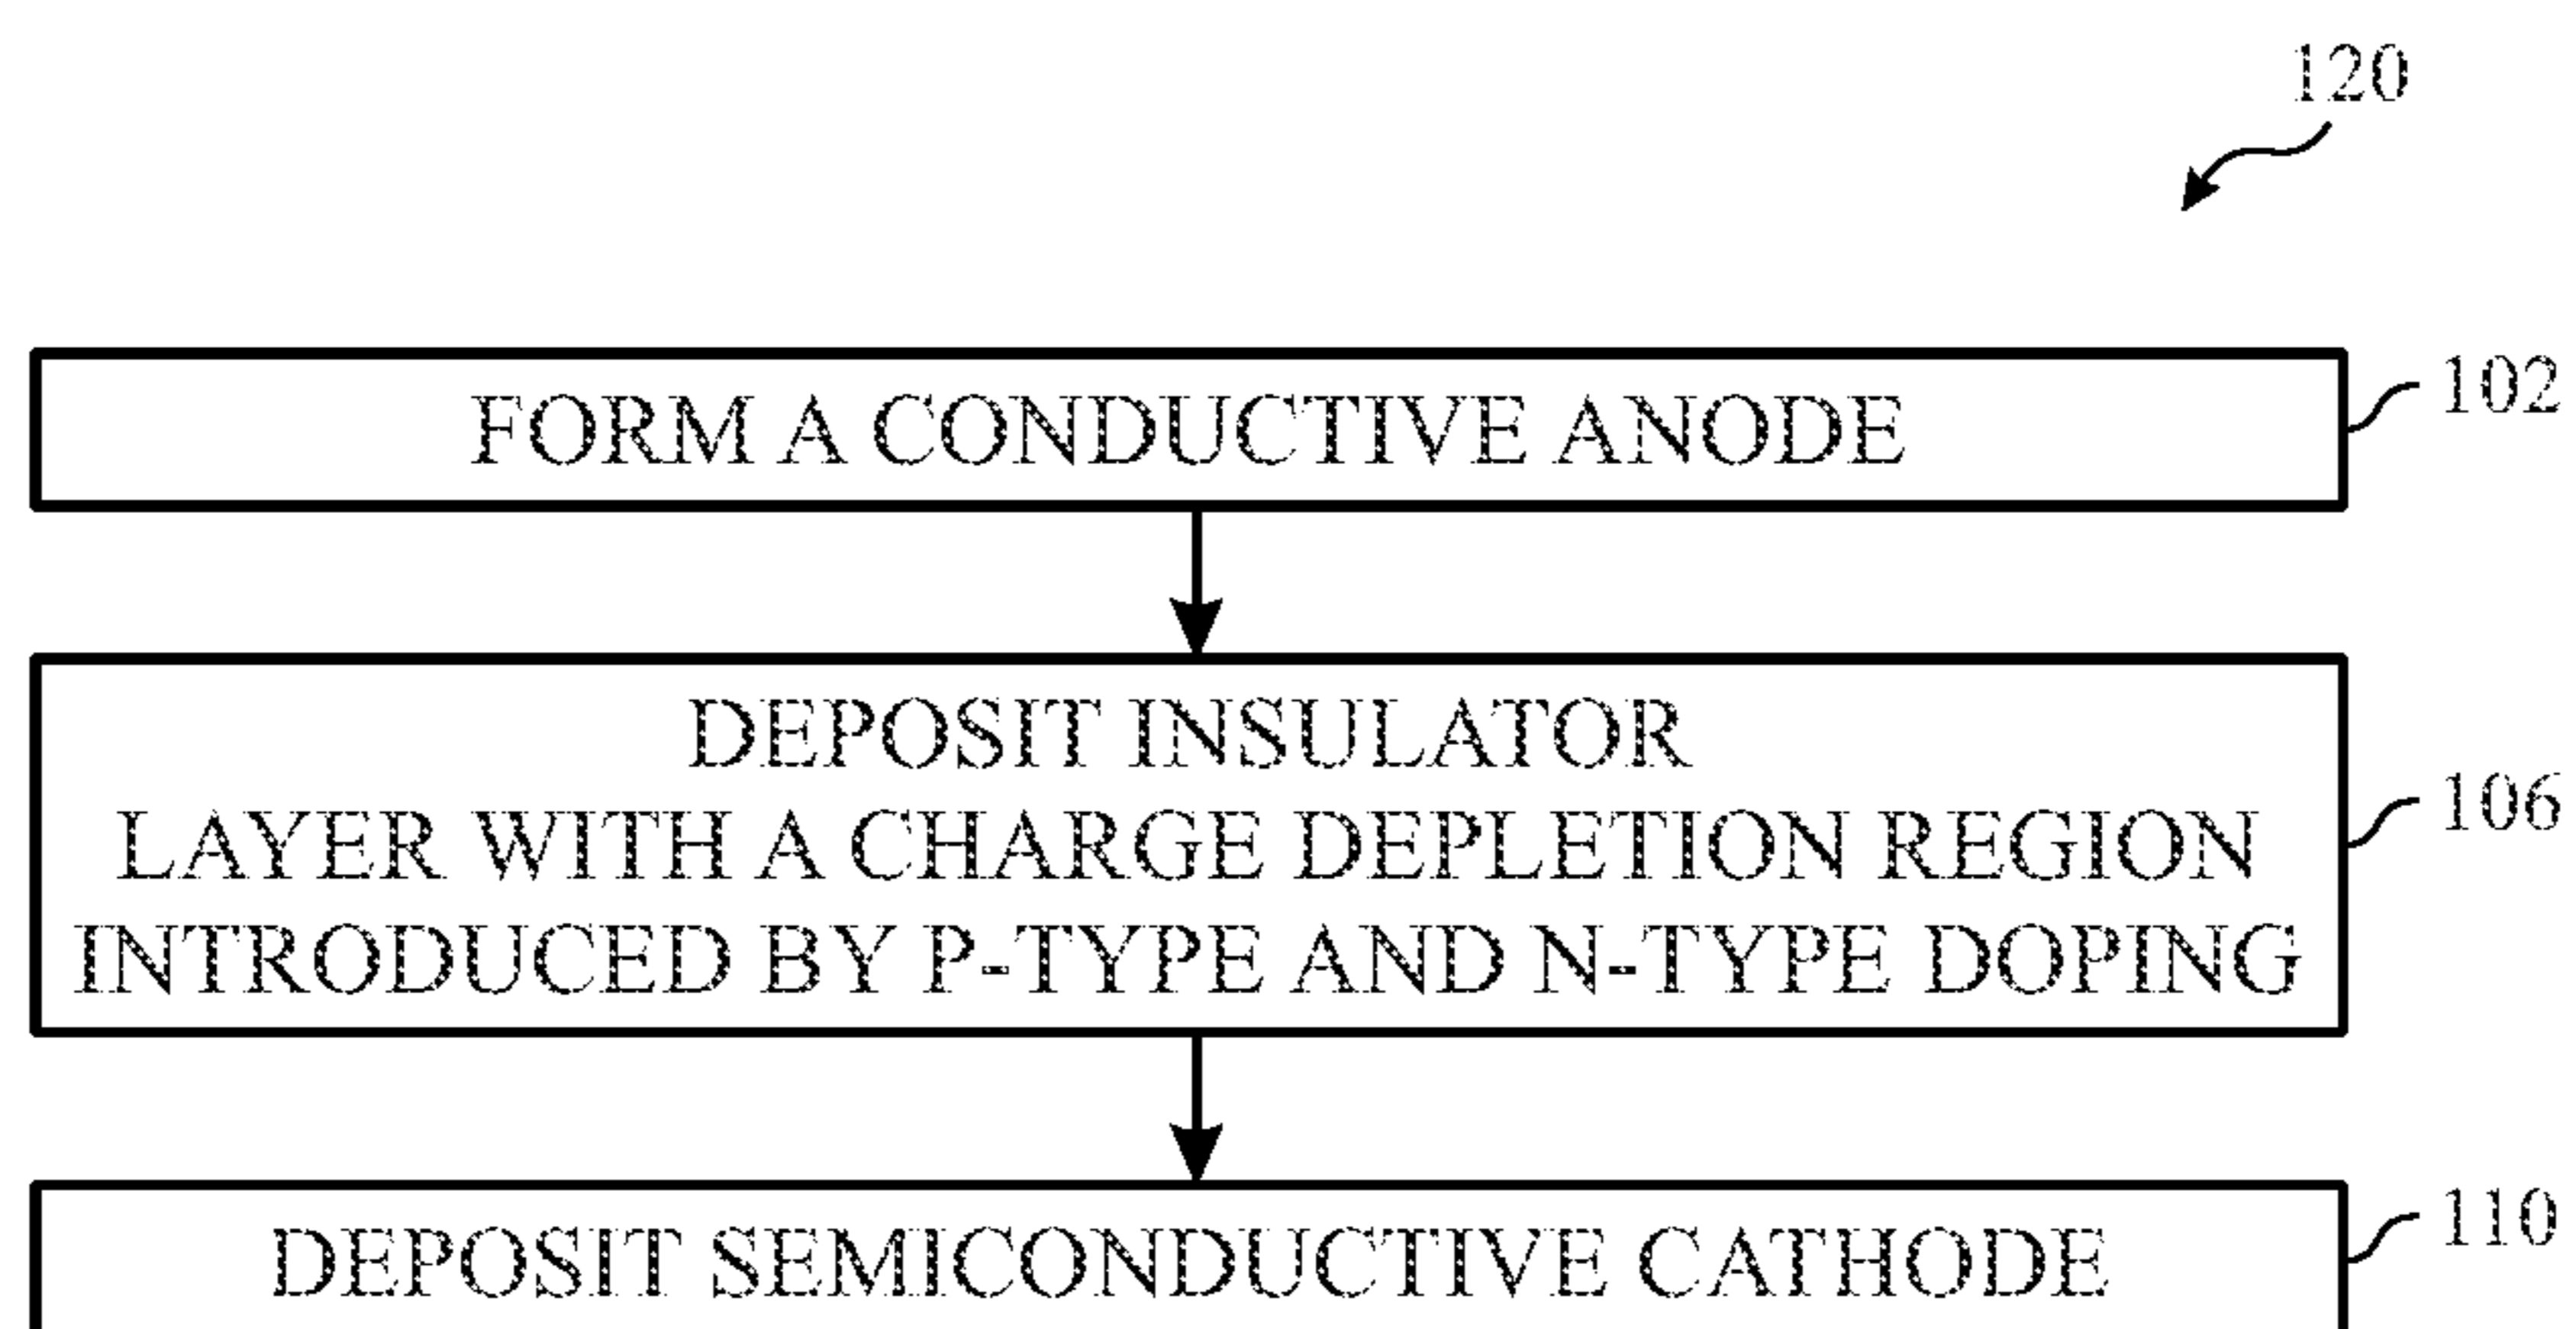 120
FORM A CONDUCTIVE ANODE
102
DEPOSIT INSULATOR
LAYER WITH A CHARGE DEPLETION REGION
106
INTRODUCED BY P-TYPE AND N-TYPE DOPING
DEPOSIT SEMICONDUCTIVE CATHODE
110